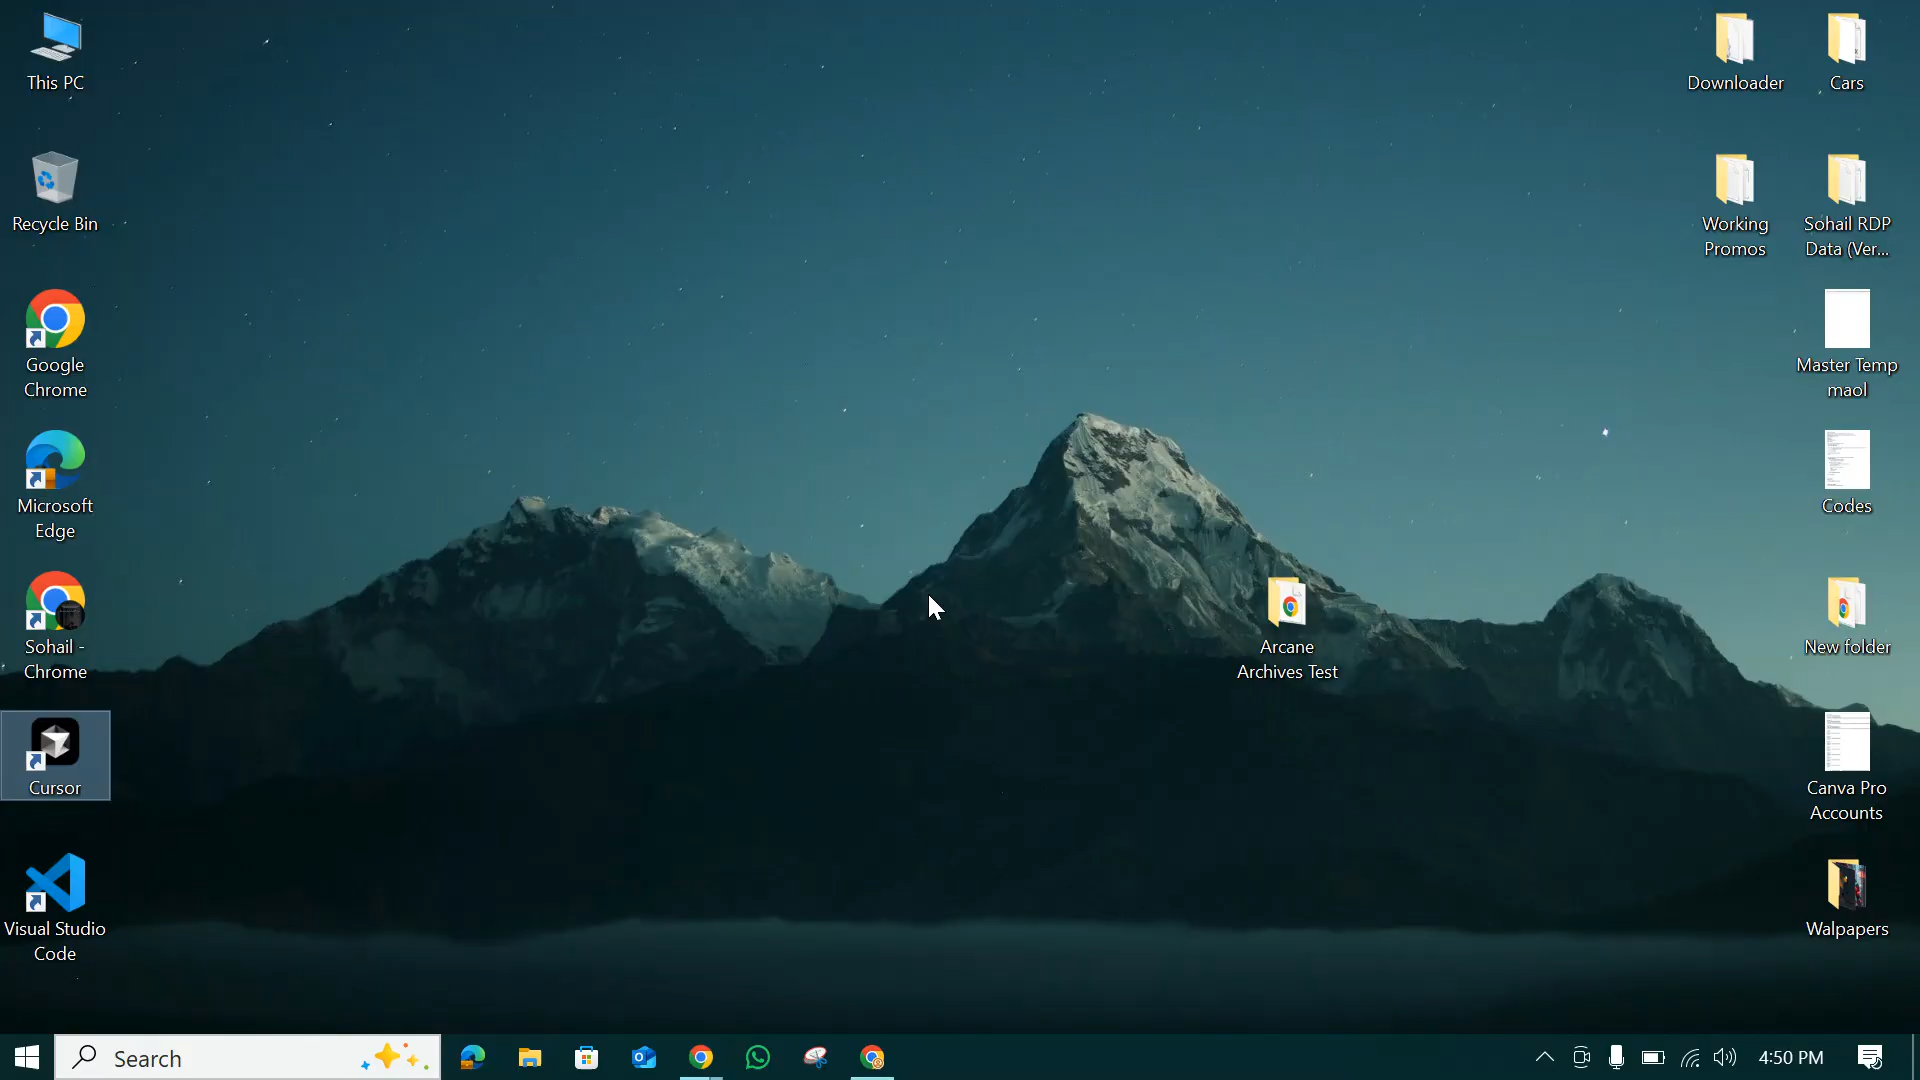 This PC
Recycle Bin
Google
Chrome
Microsoft
Edge
Sohail -
Chrome
Cursor
Visual Studio
Code
Arcane
Archives Test
Downloader
Cars
Working
Promos
Sohail RDP
Data (Ver...
Master Temp
maol
Codes
New folder
Canva Pro
Accounts
Walpapers
Search
4:50 PM